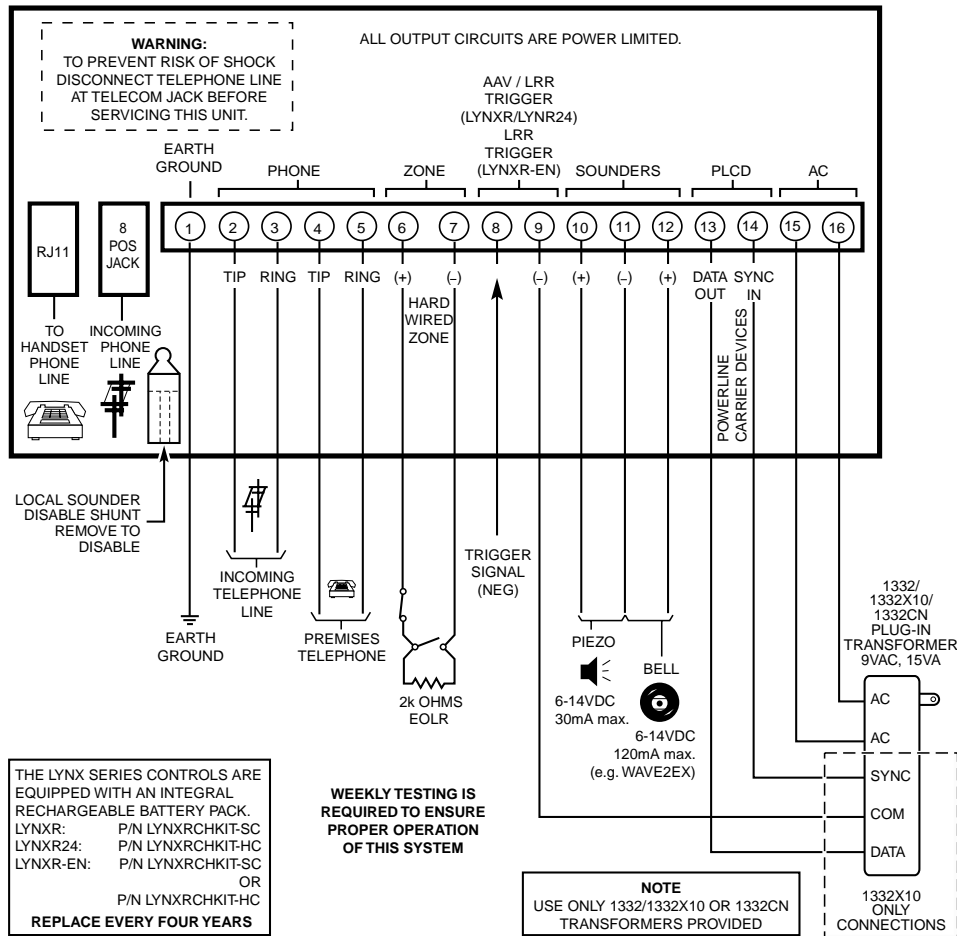 WARNING:
TO PREVENT RISK OF SHOCK
DISCONNECT TELEPHONE LINE
AT TELECOM JACK BEFORE
SERVICING THIS UNIT.
ALL OUTPUT CIRCUITS ARE POWER LIMITED.
EARTH
GROUND
PHONE
ZONE
AAV / LRR
TRIGGER
(LYNXR/LYNR24)
LRR
TRIGGER
(LYNXR-EN)
SOUNDERS
PLCD
AC
RJ11
8
POS
JACK
1 2 3 4 5 6 7 8 9 10 11 12 13 14 15 16
TIP RING TIP RING (+) (–) (–) (+) (–) (+) DATA OUT SYNC IN
HARD
WIRED
ZONE
POWERLINE
CARRIER DEVICES
TO
HANDSET
PHONE
LINE
INCOMING
PHONE
LINE
LOCAL SOUNDER
DISABLE SHUNT
REMOVE TO
DISABLE
EARTH
GROUND
INCOMING
TELEPHONE
LINE
PREMISES
TELEPHONE
2k OHMS
EOLR
TRIGGER
SIGNAL
(NEG)
PIEZO
6-14VDC
30mA max.
BELL
6-14VDC
120mA max.
(e.g. WAVE2EX)
1332/
1332X10/
1332CN
PLUG-IN
TRANSFORMER
9VAC, 15VA
AC
AC
SYNC
COM
DATA
1332X10
ONLY
CONNECTIONS
THE LYNX SERIES CONTROLS ARE
EQUIPPED WITH AN INTEGRAL
RECHARGEABLE BATTERY PACK.
LYNXR: P/N LYNXRCHKIT-SC
LYNXR24: P/N LYNXRCHKIT-HC
LYNXR-EN: P/N LYNXRCHKIT-SC
OR
P/N LYNXRCHKIT-HC
REPLACE EVERY FOUR YEARS
WEEKLY TESTING IS
REQUIRED TO ENSURE
PROPER OPERATION
OF THIS SYSTEM
NOTE
USE ONLY 1332/1332X10 OR 1332CN
TRANSFORMERS PROVIDED